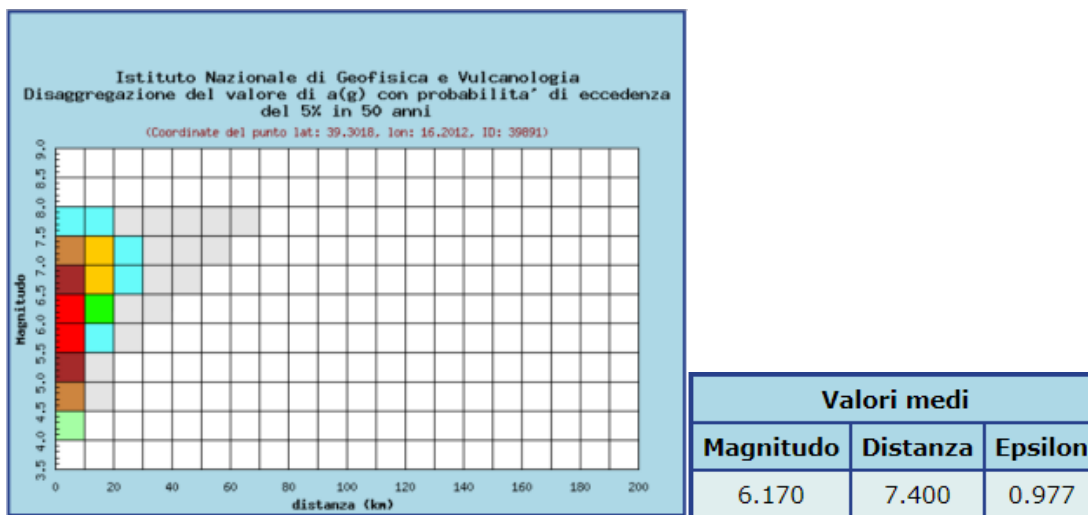 Istituto Nazionale di Geofisica e Vulcanologia
Disaggregazione del valore di a(g) con probabilita' di eccedenza
del 5% in 50 anni
(Coordinate del punto lat: 39.3018, lon: 16.2012, ID: 39891)
Magnitudo
9.0
8.5
8.0
7.5
7.0
6.5
6.0
5.5
5.0
4.5
4.0
3.5
0 20 40 60 80 100 120 140 160 180 200
distanza (km)
Valori medi
Magnitudo Distanza Epsilon
6.170 7.400 0.977